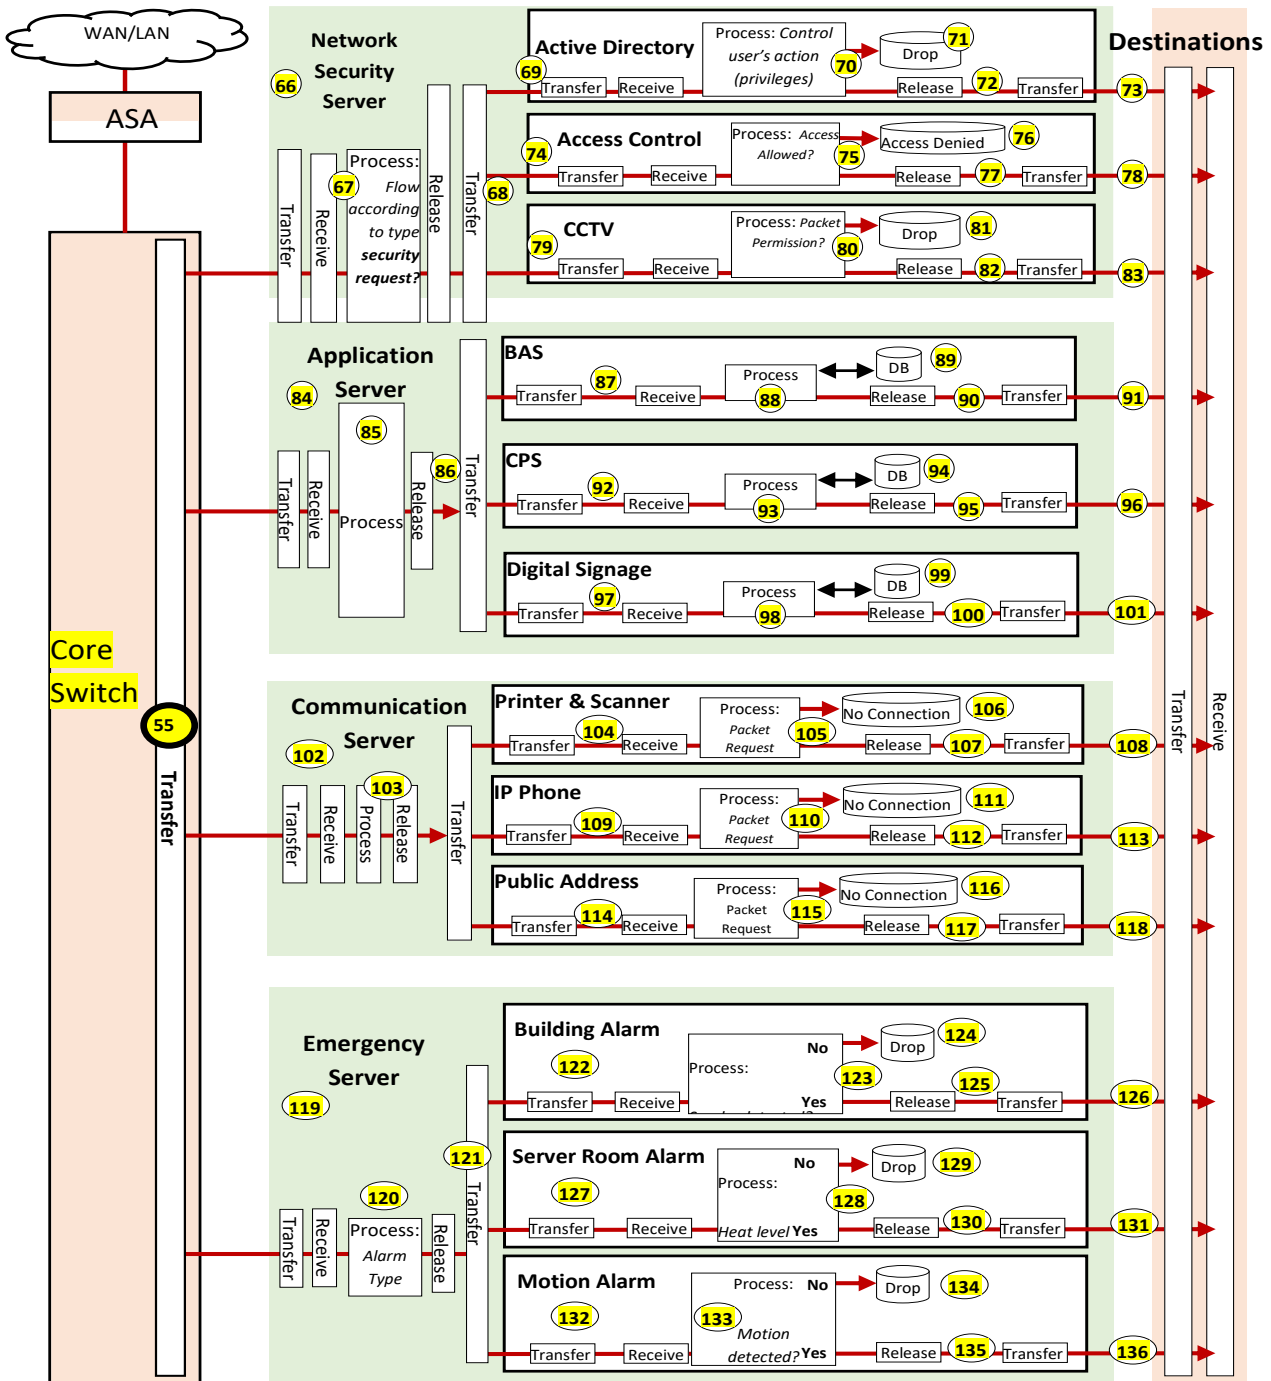 WAN/LAN
ASA
Core
Switch
55
Transfer
Network
Security
Server
66
Transfer
Receive
Process:
67
Flow
according
to type
security
request?
Release
Transfer
68
Active Directory
69
Transfer
Receive
Process: Control
user's action
(privileges)
70
Drop
71
Release
72
Transfer
73
Access Control
74
Transfer
Receive
Process: Access
Allowed?
75
Access Denied
76
Release
77
Transfer
78
CCTV
79
Transfer
Receive
Process: Packet
Permission?
80
Drop
81
Release
82
Transfer
83
Application
Server
84
Transfer
Receive
85
Process
Release
86
Transfer
BAS
Transfer
87
Receive
Process
88
DB
89
Release
90
Transfer
91
CPS
Transfer
92
Receive
Process
93
DB
94
Release
95
Transfer
96
Digital Signage
Transfer
97
Receive
Process
98
DB
99
Release
100
Transfer
101
Communication
Server
102
Transfer
Receive
Process
103
Release
Transfer
Printer & Scanner
Transfer
104
Receive
Process:
Packet
Request
105
No Connection
106
Release
107
Transfer
108
IP Phone
Transfer
109
Receive
Process:
Packet
Request
110
No Connection
111
Release
112
Transfer
113
Public Address
Transfer
114
Receive
Process:
Packet
Request
115
No Connection
116
Release
117
Transfer
118
Emergency
Server
119
Transfer
Receive
120
Process:
Alarm
Type
Release
121
Transfer
Building Alarm
122
Transfer
Receive
Process:
No
Yes
123
Drop
124
Release
125
Transfer
126
Server Room Alarm
127
Transfer
Receive
No
Process:
Heat level Yes
128
Drop
129
Release
130
Transfer
131
Motion Alarm
132
Transfer
Receive
Process: No
133
Motion
detected? Yes
Drop
134
Release
135
Transfer
136
Destinations
Transfer
Receive